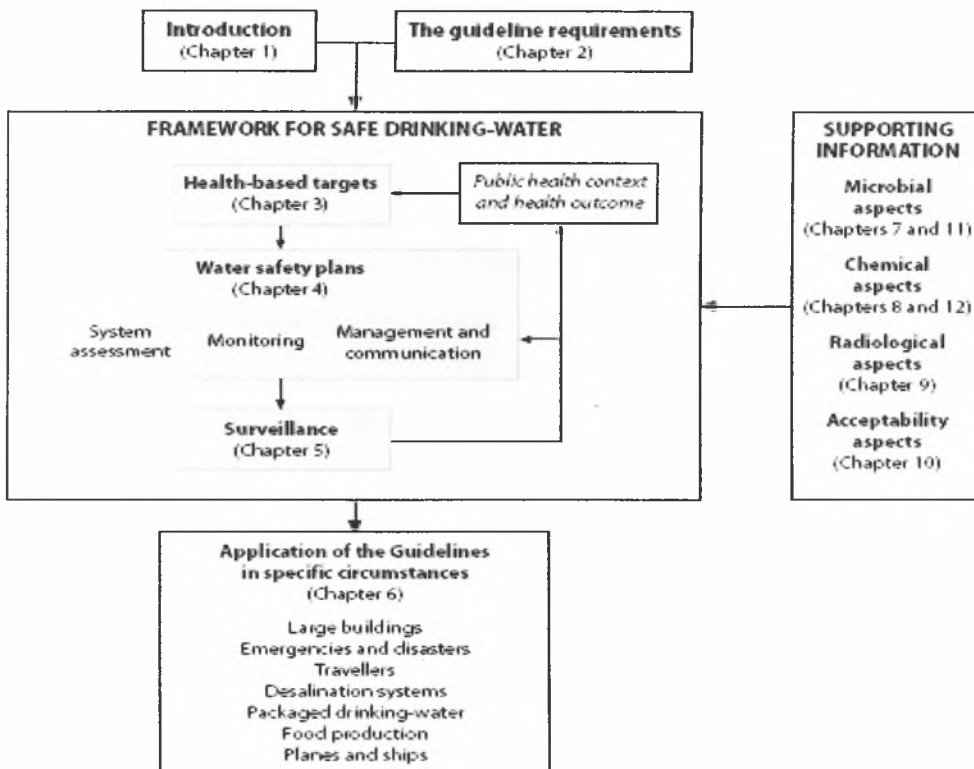 Introduction
(Chapter 1)
The guideline requirements
(Chapter 2)
FRAMEWORK FOR SAFE DRINKING-WATER
Health-based targets
(Chapter 3)
Public health context
and health outcome
Water safety plans
(Chapter 4)
System
assessment
Monitoring
Management and
communication
Surveillance
(Chapter 5)
SUPPORTING
INFORMATION
Microbial
aspects
(Chapters 7 and 11)
Chemical
aspects
(Chapters 8 and 12)
Radiological
aspects
(Chapter 9)
Acceptability
aspects
(Chapter 10)
Application of the Guidelines
in specific circumstances
(Chapter 6)
Large buildings
Emergencies and disasters
Travellers
Desalination systems
Packaged drinking-water
Food production
Planes and ships